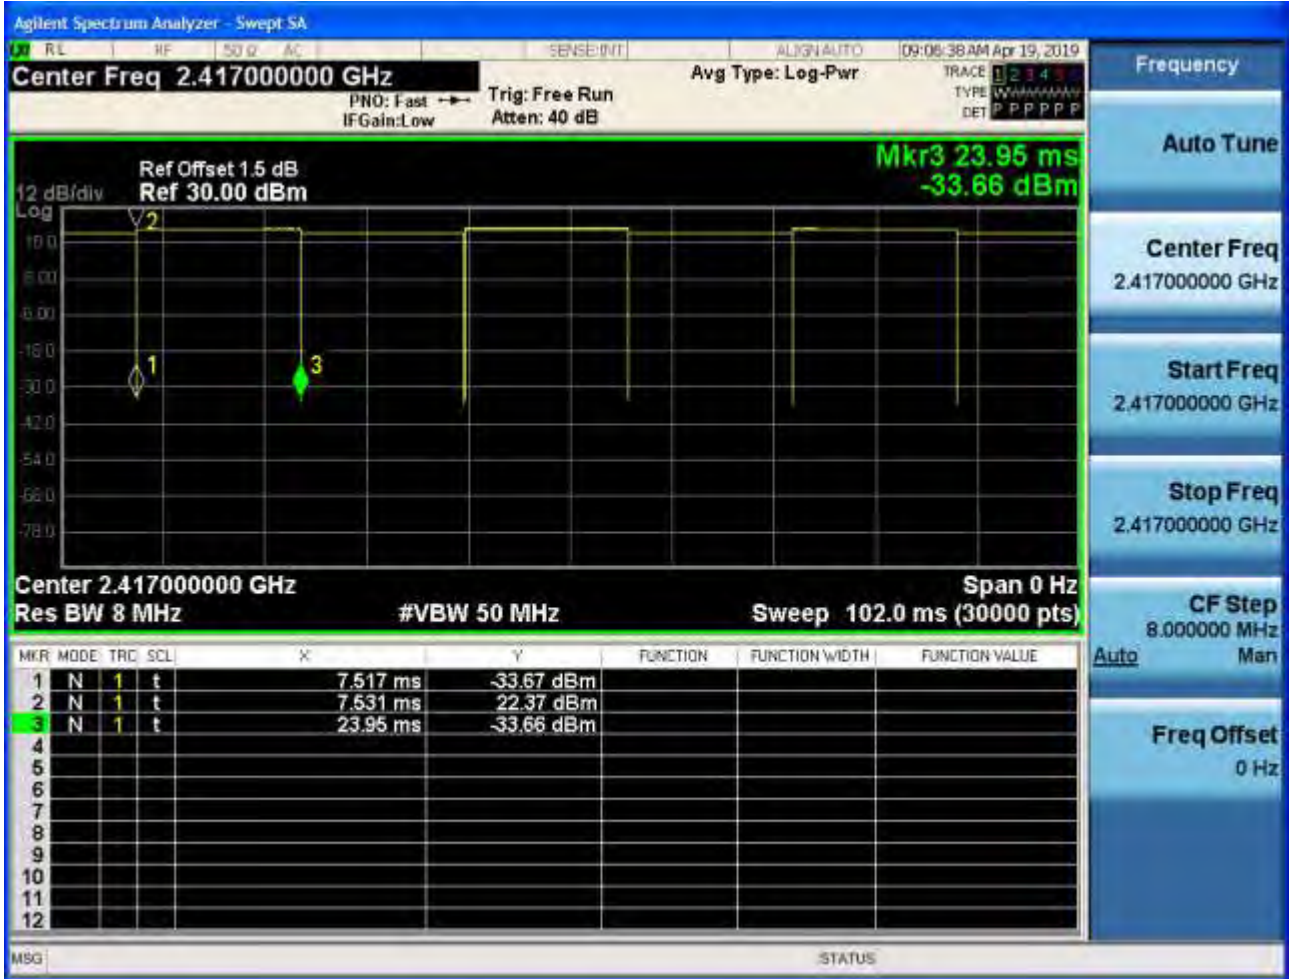 Agilent Spectrum Analyzer - Swept SA
LXI RL RF 50 Ω AC SENSE:INT ALIGN AUTO 09:06:38 AM Apr 19, 2019
Center Freq 2.417000000 GHz
PNO: Fast
IFGain:Low
Trig: Free Run
Atten: 40 dB
Avg Type: Log-Pwr
TRACE 1 2 3 4 5 6
TYPE
DET P P P P P P
Mkr3 23.95 ms
-33.66 dBm
Ref Offset 1.5 dB
12 dB/div Ref 30.00 dBm
Log
18.0
6.00
-6.00
-18.0
-30.0
-42.0
-54.0
-66.0
-78.0
2
1
3
Center 2.417000000 GHz Span 0 Hz
Res BW 8 MHz #VBW 50 MHz Sweep 102.0 ms (30000 pts)
MKR MODE TRC SCL X Y FUNCTION FUNCTION WIDTH FUNCTION VALUE
1 N 1 t 7.517 ms -33.67 dBm
2 N 1 t 7.531 ms 22.37 dBm
3 N 1 t 23.95 ms -33.66 dBm
4
5
6
7
8
9
10
11
12
MSG STATUS
Frequency
Auto Tune
Center Freq
2.417000000 GHz
Start Freq
2.417000000 GHz
Stop Freq
2.417000000 GHz
CF Step
8.000000 MHz
Auto Man
Freq Offset
0 Hz